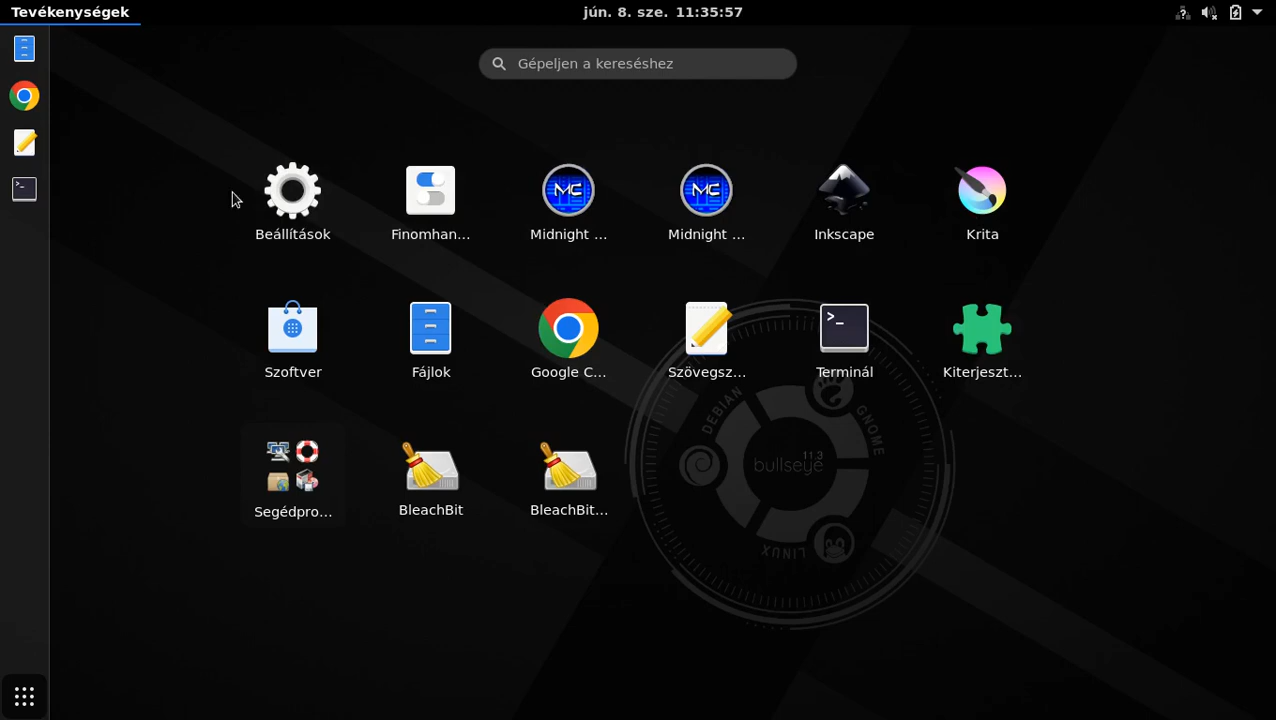 Tevékenységek
jún. 8. sze. 11:35:57
Gépeljen a kereséshez
Beállítások
Finomhan...
Midnight ...
Midnight ...
Inkscape
Krita
Szoftver
Fájlok
Google C...
Szövegsz...
Terminál
Kiterjeszt...
Segédpro...
BleachBit
BleachBit...
DEBIAN
GNOME
LINUX
bullseye
11.3